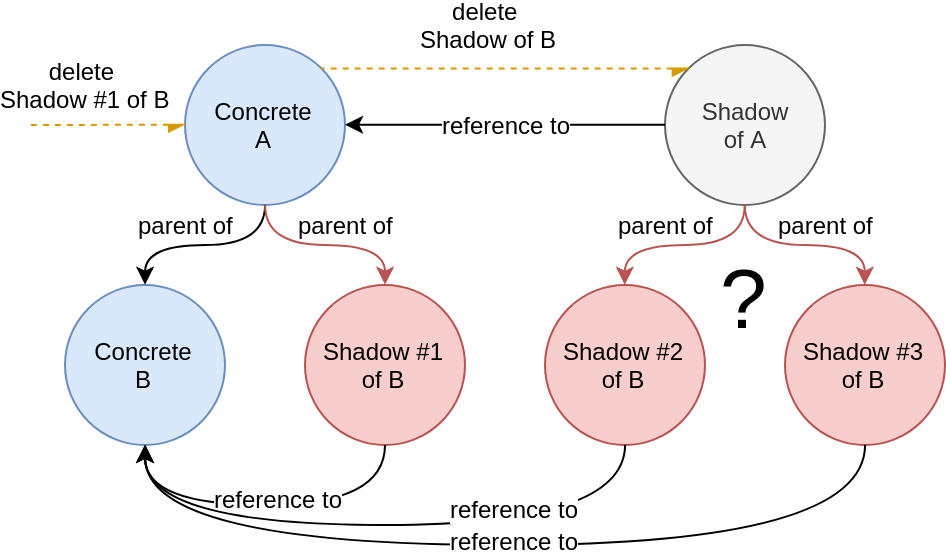 delete
Shadow of B
delete
Shadow #1 of B
Concrete
A
reference to
Shadow
of A
parent of
parent of
parent of
parent of
?
Concrete
B
Shadow #1
of B
Shadow #2
of B
Shadow #3
of B
reference to
reference to
reference to